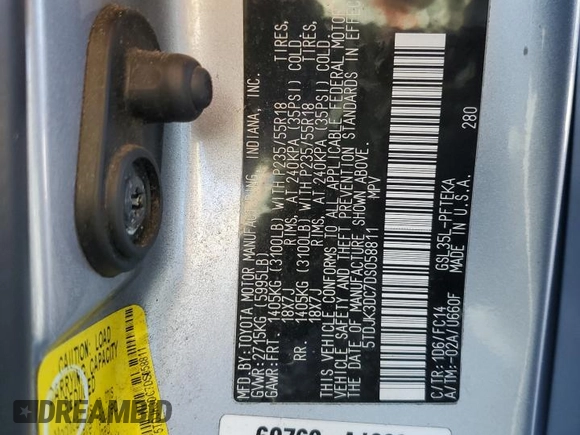 MFD BY:TOYOTA MOTOR MANUFACTURING, INDIANA, INC.
GVWR:2715KG (5995LB)
GAWR:FRT. 1405KG (3100LB) WITH P235/55R18 TIRES,
18X7J RIMS, AT 240KPA (35PSI) COLD.
RR. 1405KG (3100LB) WITH P235/55R18 TIRES,
18X7J RIMS, AT 240KPA (35PSI) COLD.
THIS VEHICLE CONFORMS TO ALL APPLICABLE FEDERAL MOTOR
VEHICLE SAFETY AND THEFT PREVENTION STANDARDS IN EFFECT
ON THE DATE OF MANUFACTURE SHOWN ABOVE.
5TDJK3DC7DS058811 MPV
280
C/TR:1D6/FC14 GSL35L-PFTEKA
A/TM:-02A/U660F MADE IN U.S.A.
CAUTION: LOAD
CAPACITY
DREAMBID